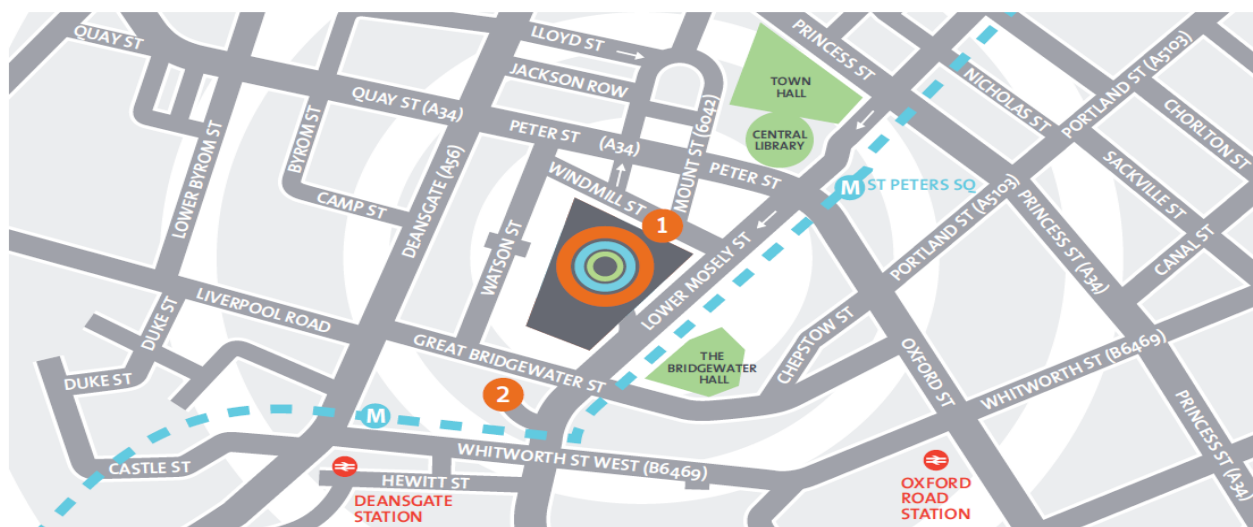 QUAY ST
LLOYD ST
JACKSON ROW
QUAY ST (A34)
PETER ST
(A34)
MOUNT ST (6042)
PETER ST
WINDMILL ST
TOWN
HALL
CENTRAL
LIBRARY
PRINCESS ST
NICHOLAS ST
PORTLAND ST (A5103)
CHORLTON ST
SACKVILLE ST
CANAL ST
M
ST PETERS SQ
PORTLAND ST (A5103)
PRINCESS ST (A34)
LOWER BYROM ST
BYROM ST
CAMP ST
DEANSGATE (A56)
WATSON ST
1
LOWER MOSELY ST
LIVERPOOL ROAD
DUKE ST
DUKE ST
GREAT BRIDGEWATER ST
2
THE
BRIDGEWATER
HALL
CHEPSTOW ST
OXFORD ST
WHITWORTH ST (B6469)
PRINCESS ST (A34)
M
CASTLE ST
WHITWORTH ST WEST (B6469)
HEWITT ST
DEANSGATE
STATION
OXFORD
ROAD
STATION